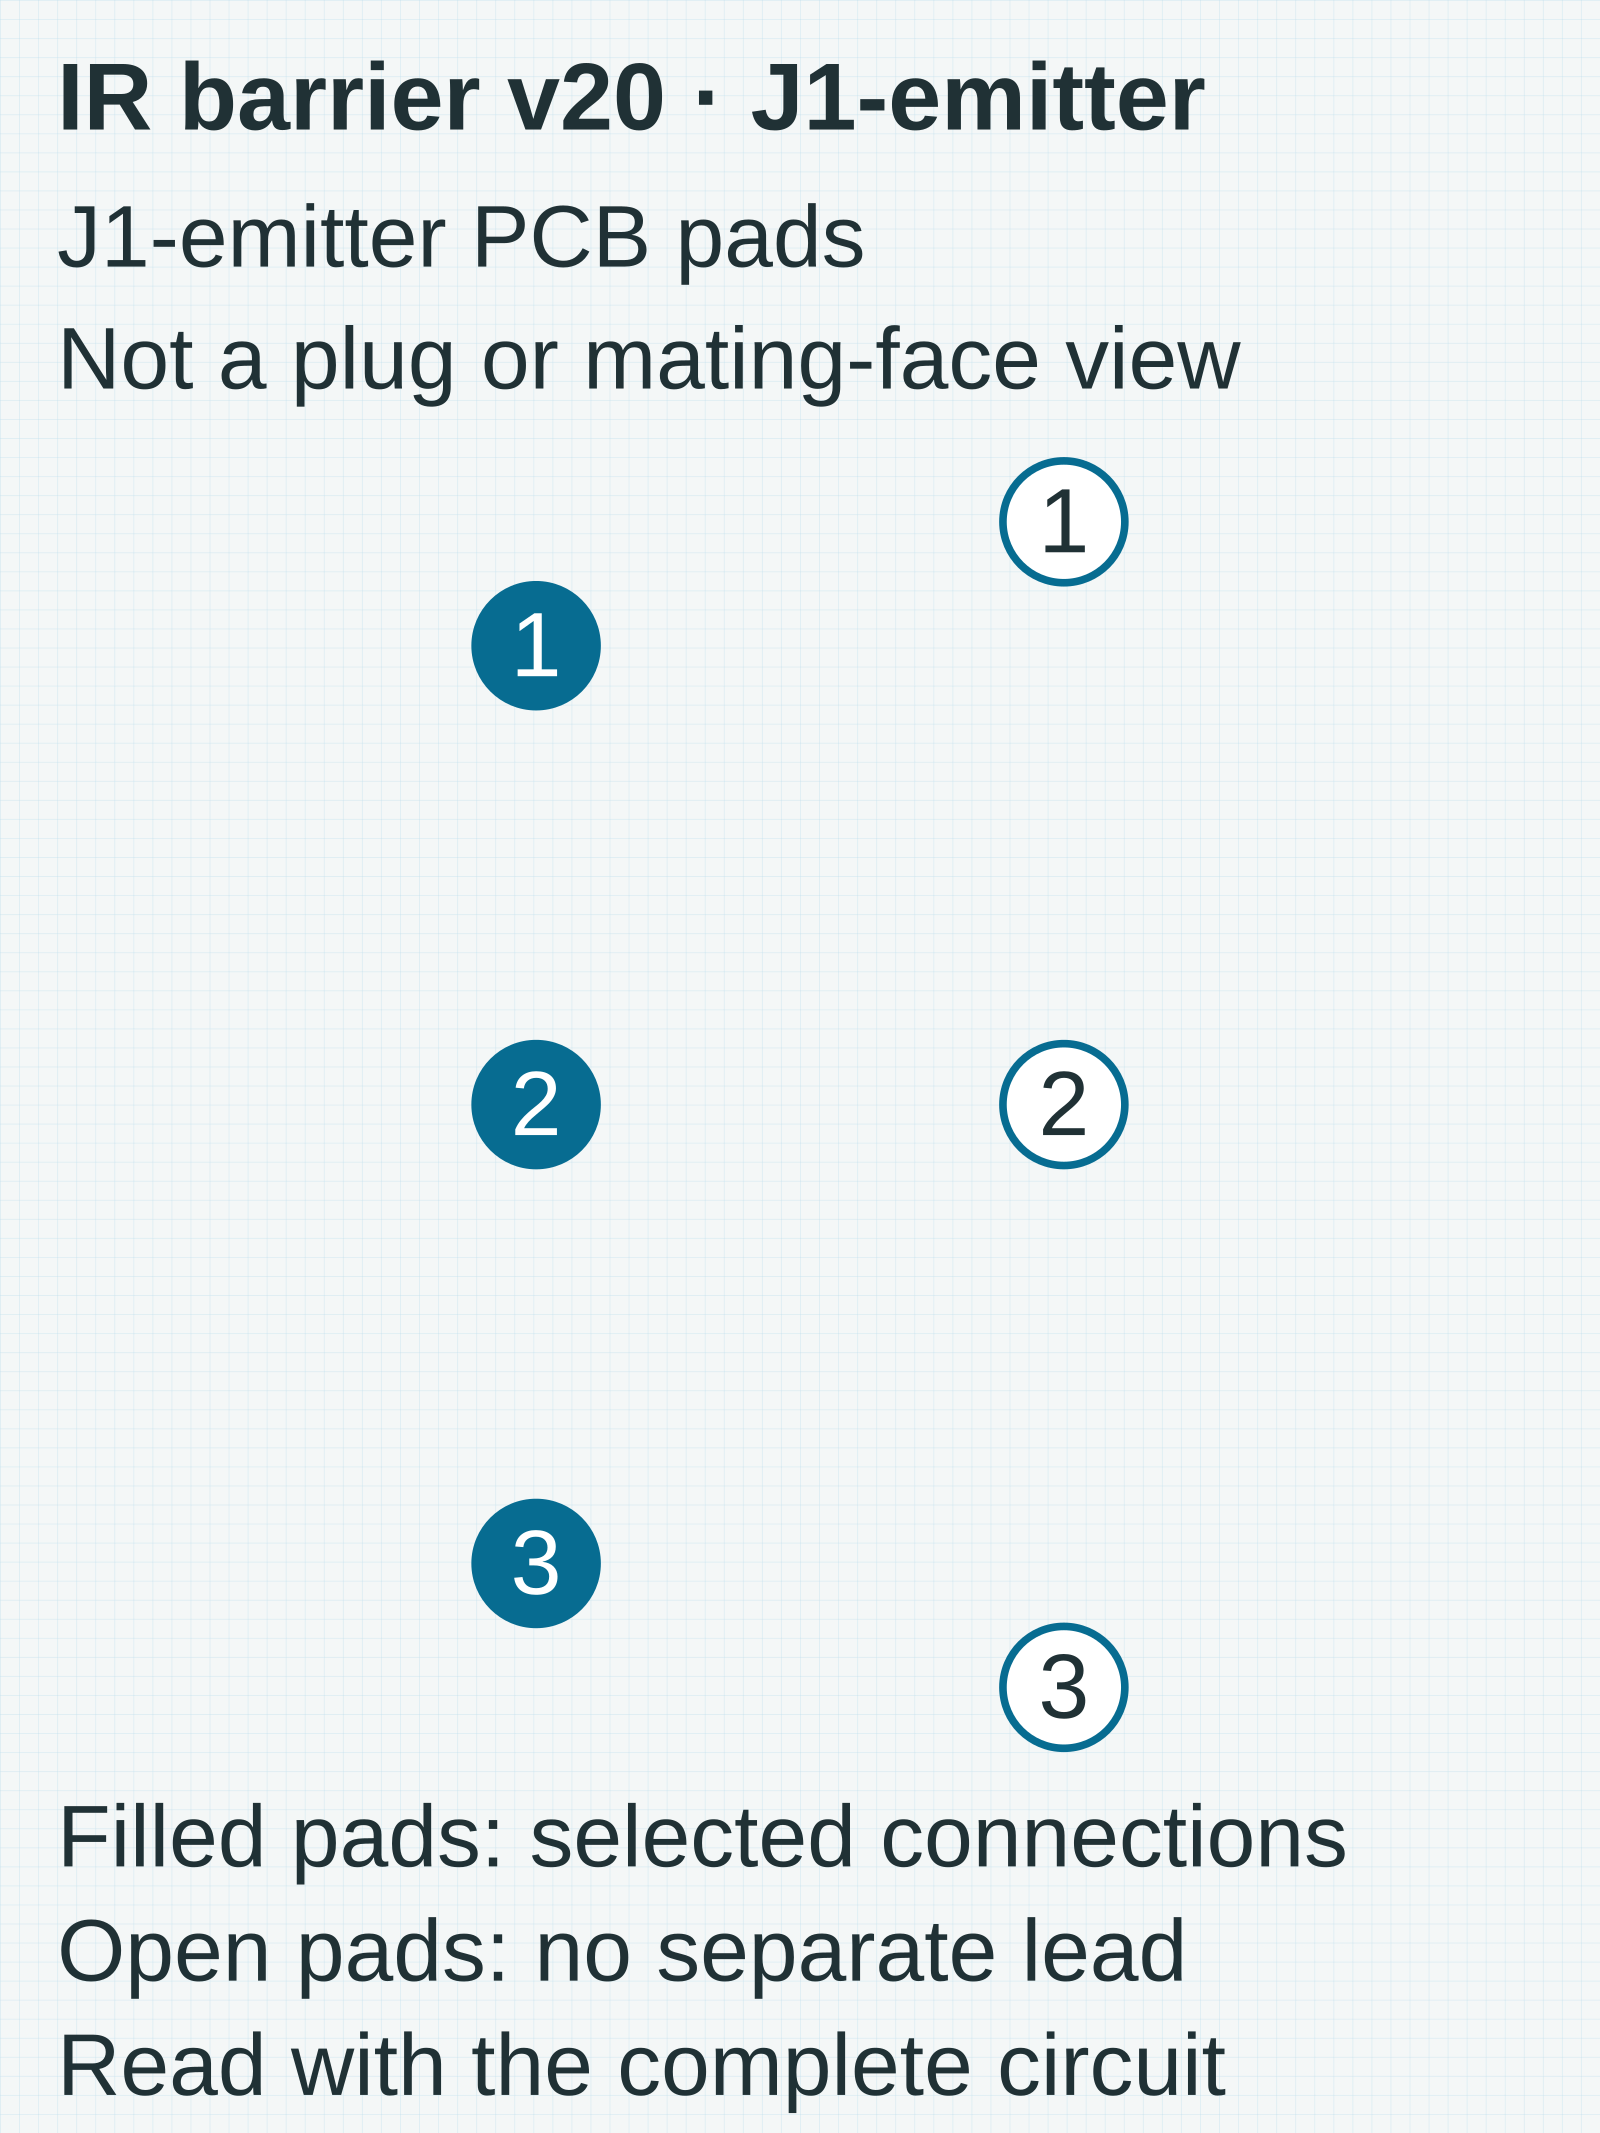 IR barrier v20 · J1-emitter
J1-emitter PCB pads
Not a plug or mating-face view
1
1
2 2
3
3
Filled pads: selected connections
Open pads: no separate lead
Read with the complete circuit